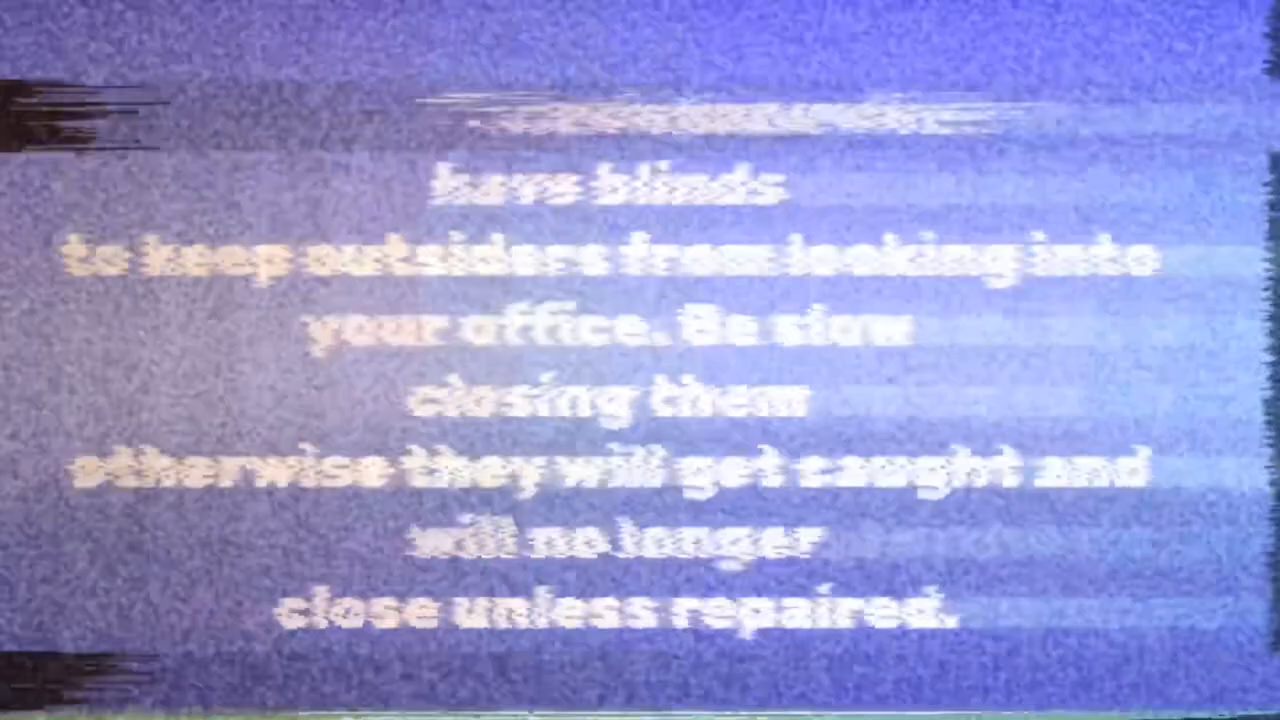 have blinds
to keep outsiders from looking into
your office. Be slow
closing them
otherwise they will get caught and
will no longer
close unless repaired.